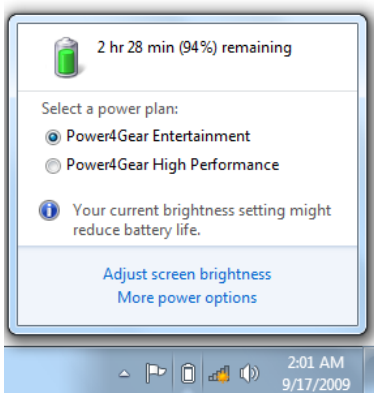 2 hr 28 min (94%) remaining
Select a power plan:
Power4Gear Entertainment
Power4Gear High Performance
Your current brightness setting might
reduce battery life.
Adjust screen brightness
More power options
2:01 AM
9/17/2009